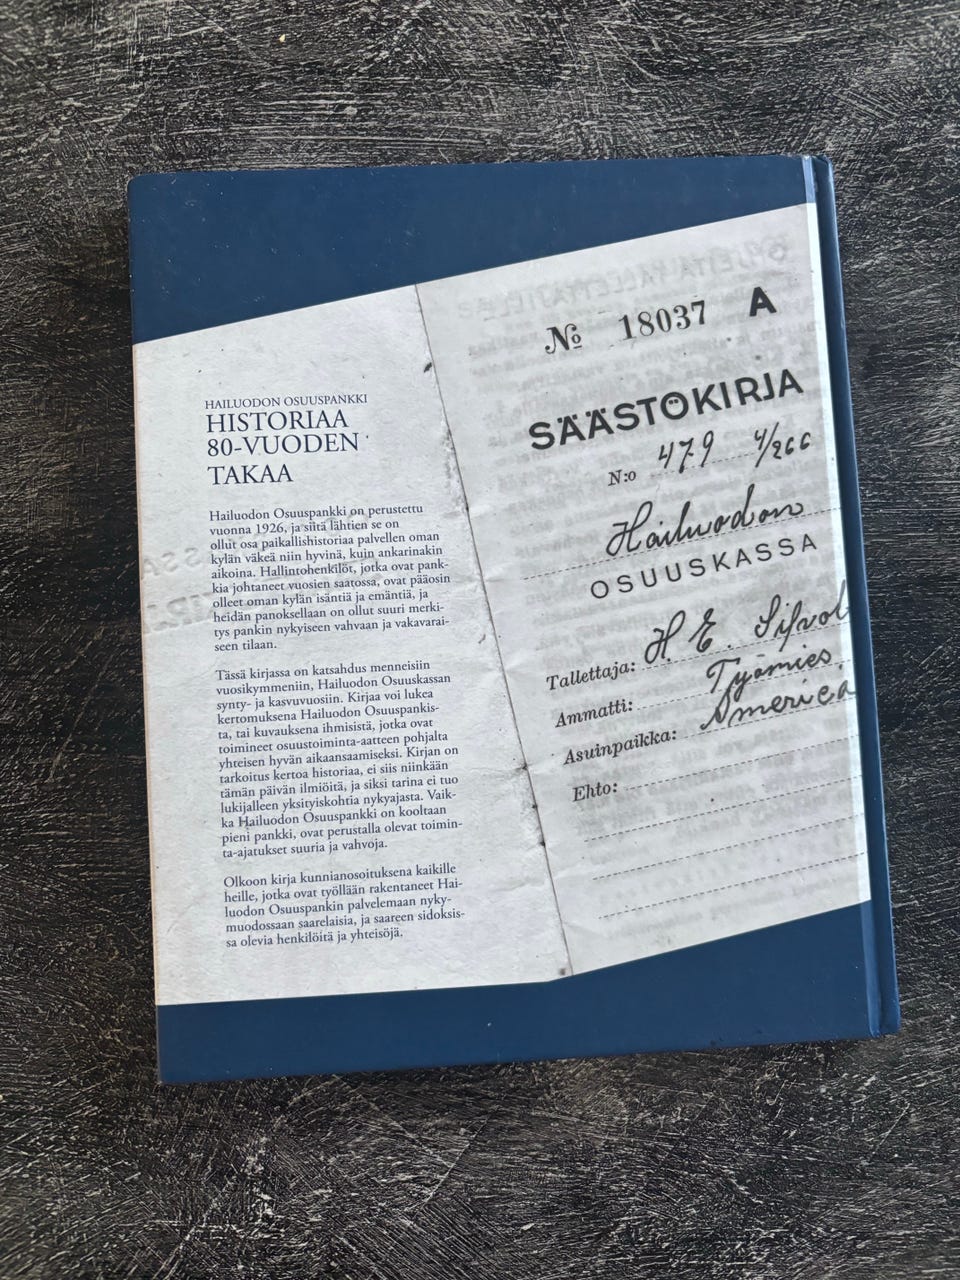 HAILUODON OSUUSPANKKI
HISTORIAA
80-VUODEN
TAKAA
Hailuodon Osuuspankki on perustettu
vuonna 1926, ja siitä lähtien se on
ollut osa paikallishistoriaa palvellen oman
kylän väkeä niin hyvinä, kuin ankarinakin
aikoina. Hallintohenkilöt, jotka ovat pank-
kia johtaneet vuosien saatossa, ovat pääosin
olleet oman kylän isäntiä ja emäntiä, ja
heidän panoksellaan on ollut suuri merki-
tys pankin nykyiseen vahvaan ja vakavarai-
seen tilaan.
Tässä kirjassa on katsahdus menneisiin
vuosikymmeniin, Hailuodon Osuuskassan
synty- ja kasvuvuosiin. Kirjaa voi lukea
kertomuksena Hailuodon Osuuspankis-
ta, tai kuvauksena ihmisistä, jotka ovat
toimineet osuustoiminta-aatteen pohjalta
yhteisen hyvän aikaansaamiseksi. Kirjan on
tarkoitus kertoa historiaa, ei siis niinkään
tämän päivän ilmiöitä, ja siksi tarina ei tuo
lukijalleen yksityiskohtia nykyajasta. Vaik-
ka Hailuodon Osuuspankki on kooltaan
pieni pankki, ovat perustalla olevat toimin-
ta-ajatukset suuria ja vahvoja.
Olkoon kirja kunnianosoituksena kaikille
heille, jotka ovat työllään rakentaneet Hai-
luodon Osuuspankin palvelemaan nyky-
muodossaan saarelaisia, ja saareen sidoksis-
sa olevia henkilöitä ja yhteisöjä.
№ 18037 A
SÄÄSTÖKIRJA
N:o 479 4/266
Hailuodon
OSUUSKASSA
Tallettaja: H E. Silvol
Ammatti: Työmies
Asuinpaikka: America
Ehto: